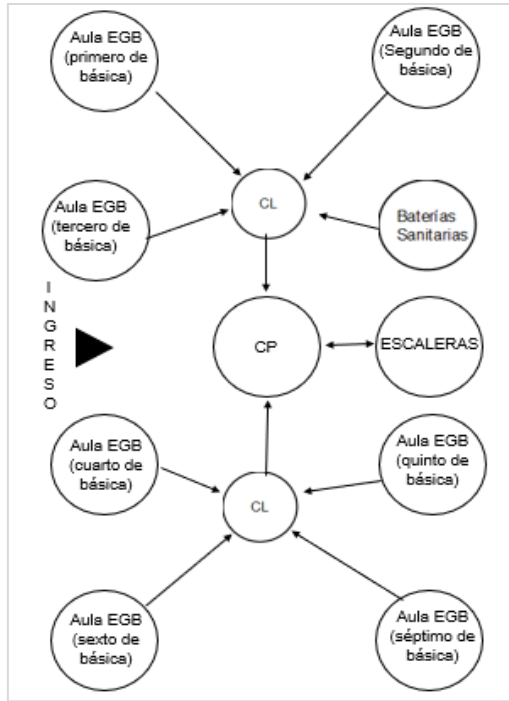 Aula EGB
(primero de
básica)
Aula EGB
(Segundo de
básica)
CL
Aula EGB
(tercero de
básica)
Baterías
Sanitarias
INGRESO
CP
ESCALERAS
Aula EGB
(cuarto de
básica)
Aula EGB
(quinto de
básica)
CL
Aula EGB
(sexto de
básica)
Aula EGB
(séptimo de
básica)